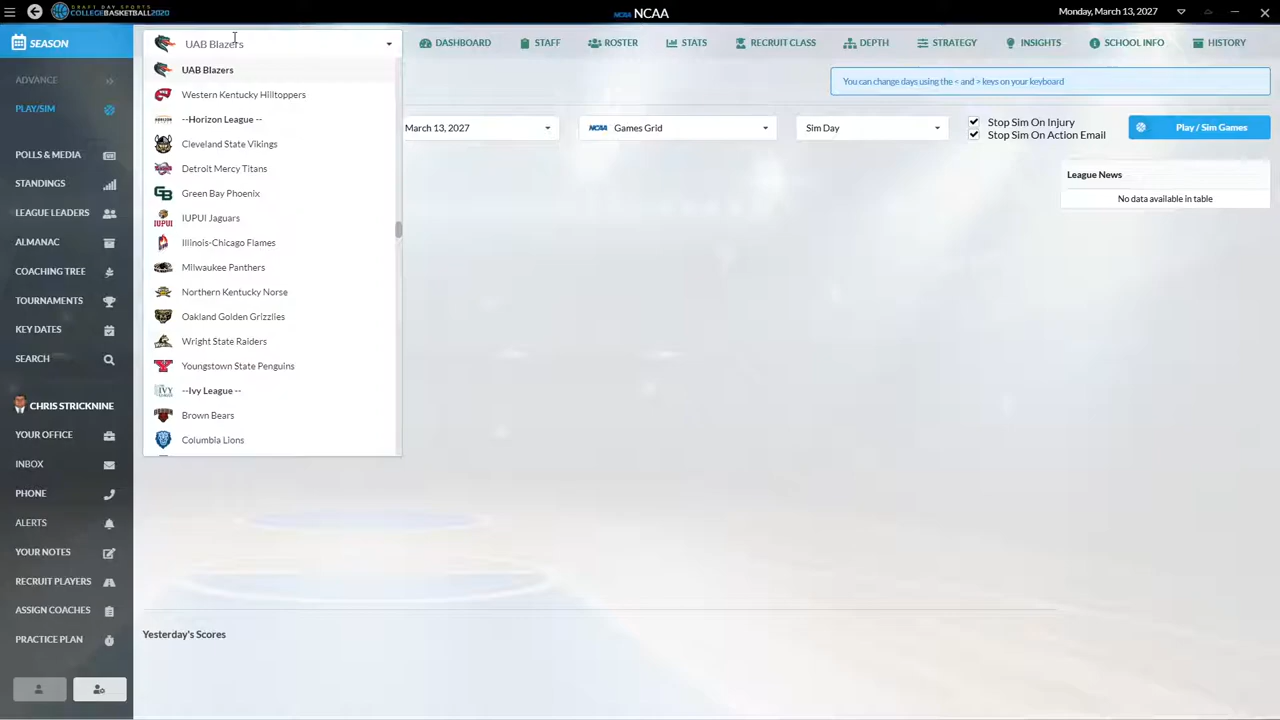 DRAFT DAY SPORTS
COLLEGE BASKETBALL 2020
NCAA NCAA
Monday, March 13, 2027
SEASON
UAB Blazers
DASHBOARD
STAFF
ROSTER
STATS
RECRUIT CLASS
DEPTH
STRATEGY
INSIGHTS
SCHOOL INFO
HISTORY
ADVANCE
PLAY/SIM
POLLS & MEDIA
STANDINGS
LEAGUE LEADERS
ALMANAC
COACHING TREE
TOURNAMENTS
KEY DATES
SEARCH
CHRIS STRICKNINE
YOUR OFFICE
INBOX
PHONE
ALERTS
YOUR NOTES
RECRUIT PLAYERS
ASSIGN COACHES
PRACTICE PLAN
UAB Blazers
Western Kentucky Hilltoppers
--Horizon League --
Cleveland State Vikings
Detroit Mercy Titans
GB Green Bay Phoenix
IUPUI IUPUI Jaguars
Illinois-Chicago Flames
Milwaukee Panthers
Northern Kentucky Norse
Oakland Golden Grizzlies
Wright State Raiders
Youngstown State Penguins
--Ivy League --
Brown Bears
Columbia Lions
You can change days using the < and > keys on your keyboard
March 13, 2027
NCAA Games Grid
Sim Day
Stop Sim On Injury
Stop Sim On Action Email
Play / Sim Games
League News
No data available in table
Yesterday's Scores